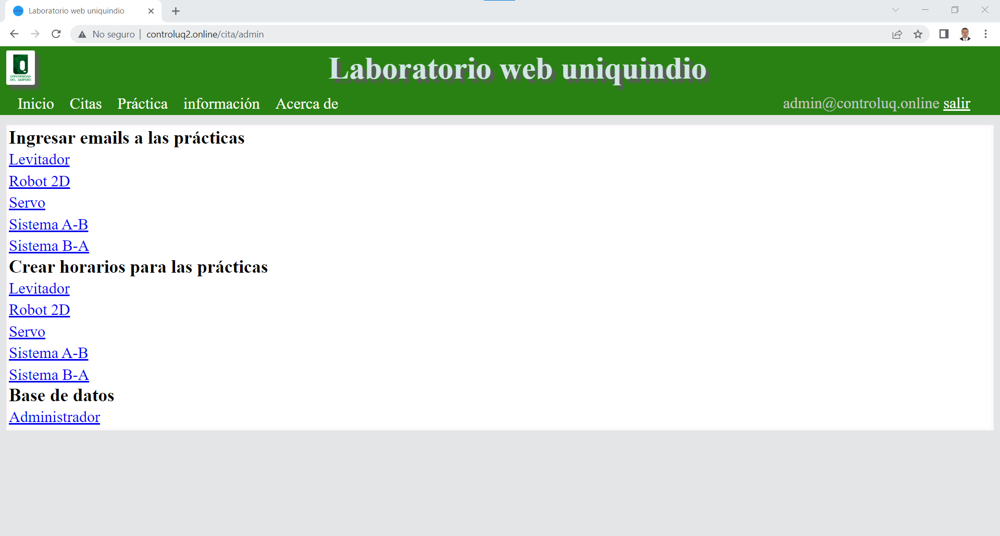 Laboratorio web uniquindio
No seguro | controluq2.online/cita/admin
UNIVERSIDAD
DEL QUINDÍO
Laboratorio web uniquindio
Inicio Citas Práctica información Acerca de admin@controluq.online salir
Ingresar emails a las prácticas
Levitador
Robot 2D
Servo
Sistema A-B
Sistema B-A
Crear horarios para las prácticas
Levitador
Robot 2D
Servo
Sistema A-B
Sistema B-A
Base de datos
Administrador